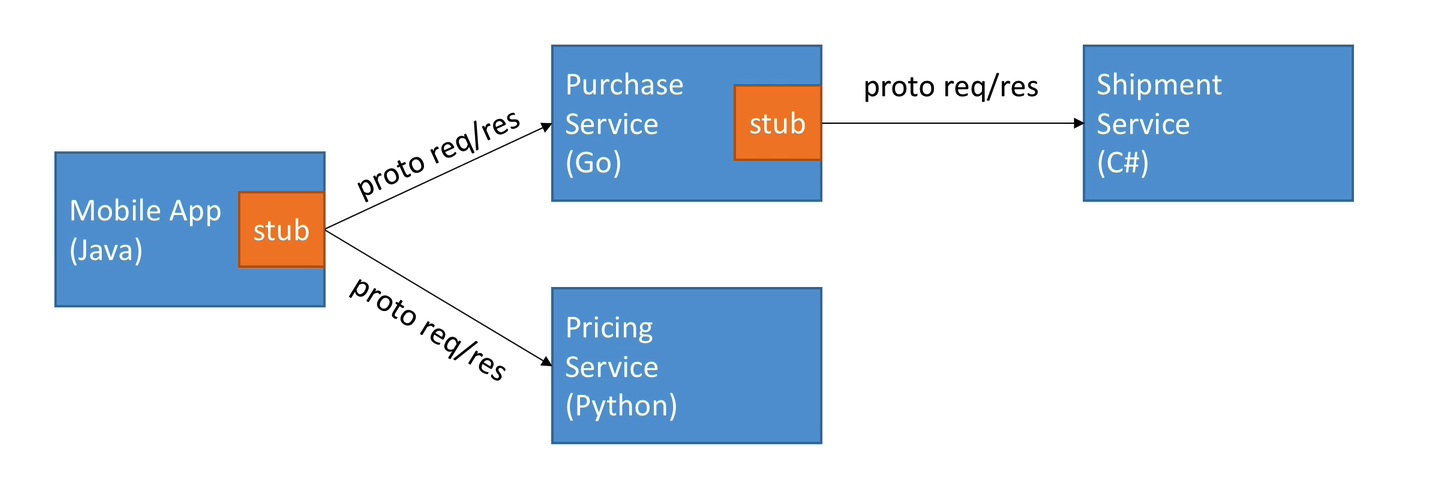 Mobile App
(Java)
stub
proto req/res
proto req/res
Purchase
Service
(Go)
stub
proto req/res
Shipment
Service
(C#)
Pricing
Service
(Python)